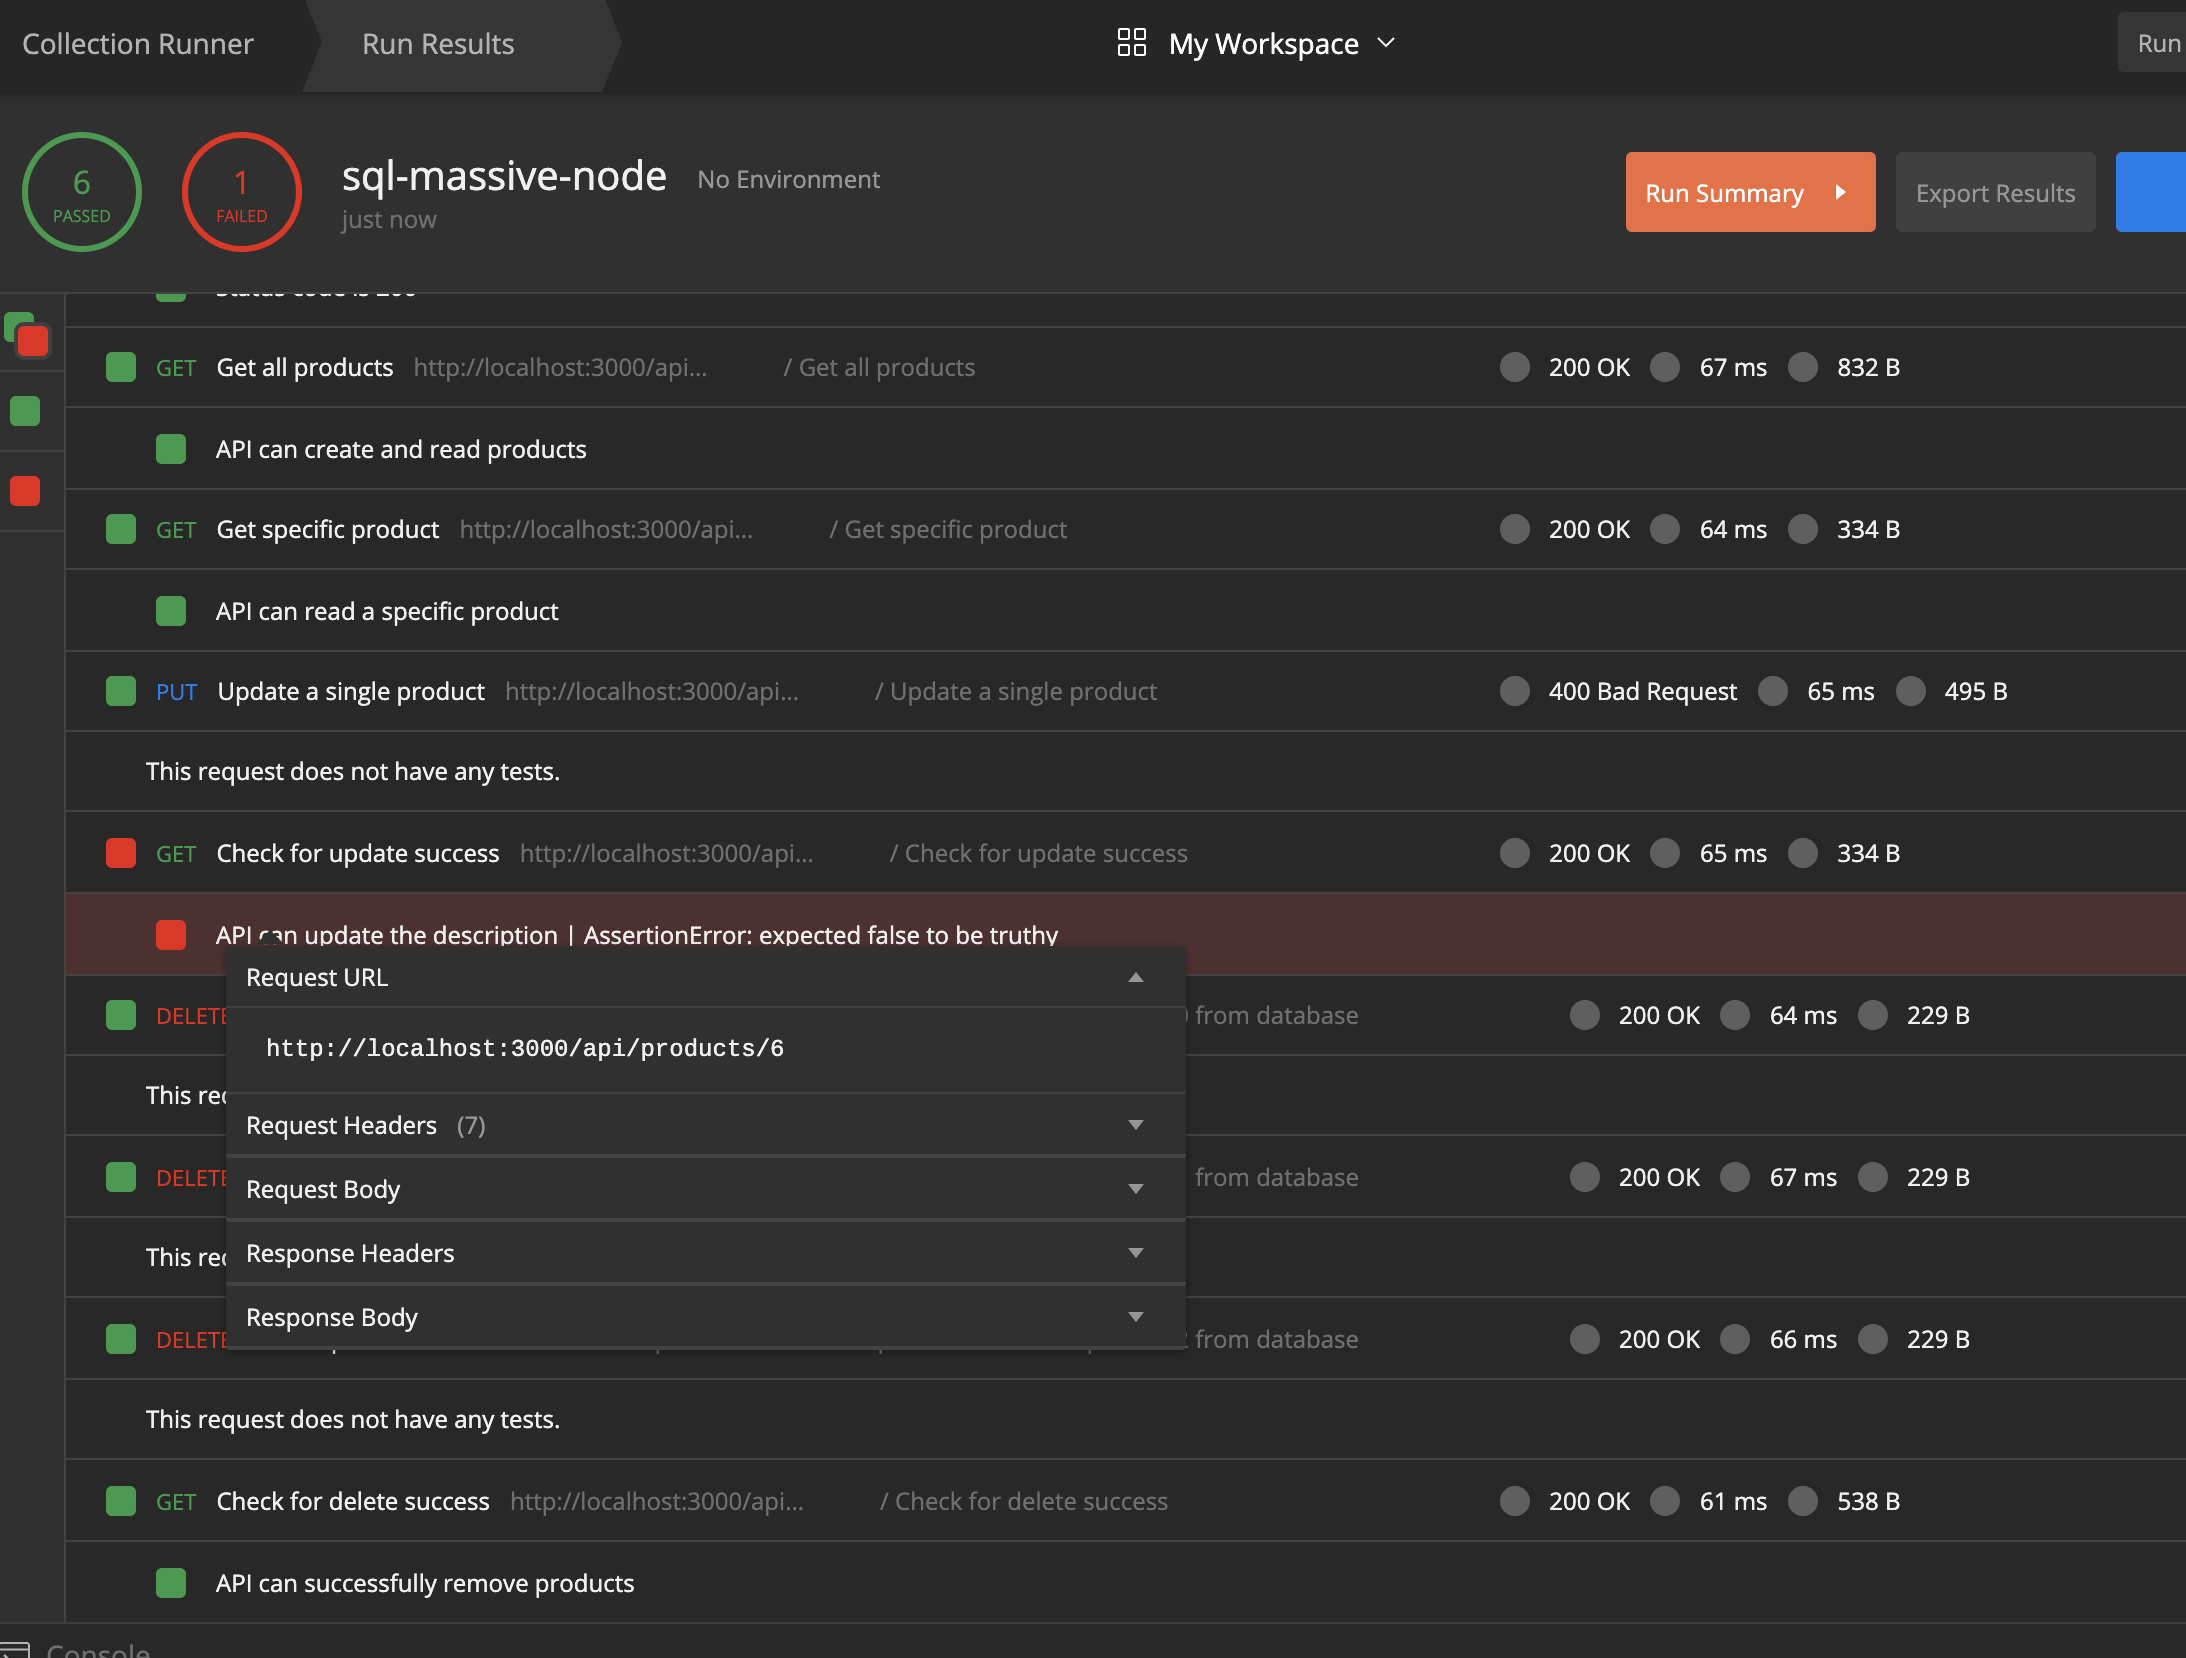 Collection Runner
Run Results
My Workspace
Run
6
PASSED
1
FAILED
sql-massive-node No Environment
just now
Run Summary
Export Results
Status code is 200
GET Get all products http://localhost:3000/api... / Get all products 200 OK 67 ms 832 B
API can create and read products
GET Get specific product http://localhost:3000/api... / Get specific product 200 OK 64 ms 334 B
API can read a specific product
PUT Update a single product http://localhost:3000/api... / Update a single product 400 Bad Request 65 ms 495 B
This request does not have any tests.
GET Check for update success http://localhost:3000/api... / Check for update success 200 OK 65 ms 334 B
API can update the description | AssertionError: expected false to be truthy
Request URL
DELETE from database 200 OK 64 ms 229 B
http://localhost:3000/api/products/6
This
Request Headers (7)
DELETE from database 200 OK 67 ms 229 B
Request Body
This
Response Headers
Response Body
DELETE from database 200 OK 66 ms 229 B
This request does not have any tests.
GET Check for delete success http://localhost:3000/api... / Check for delete success 200 OK 61 ms 538 B
API can successfully remove products
Console